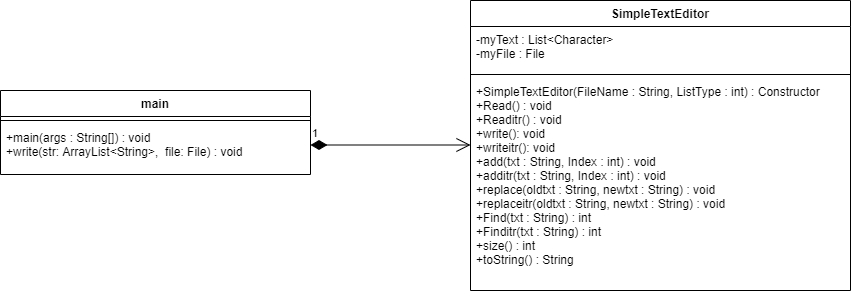 SimpleTextEditor
-myText : List<Character>
-myFile : File
+SimpleTextEditor(FileName : String, ListType : int) : Constructor
+Read() : void
+Readitr() : void
+write(): void
+writeitr(): void
+add(txt : String, Index : int) : void
+additr(txt : String, Index : int) : void
+replace(oldtxt : String, newtxt : String) : void
+replaceitr(oldtxt : String, newtxt : String) : void
+Find(txt : String) : int
+Finditr(txt : String) : int
+size() : int
+toString() : String
main
+main(args : String[]) : void
+write(str: ArrayList<String>, file: File) : void
1